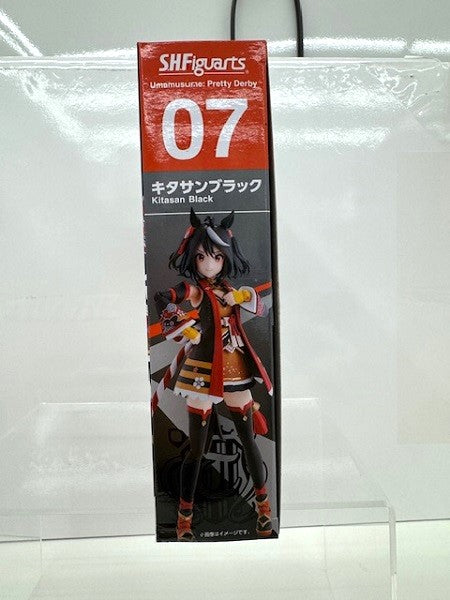 S.H.Figuarts
Umamusume: Pretty Derby
07
キタサンブラック
Kitasan Black
※画像はイメージです。